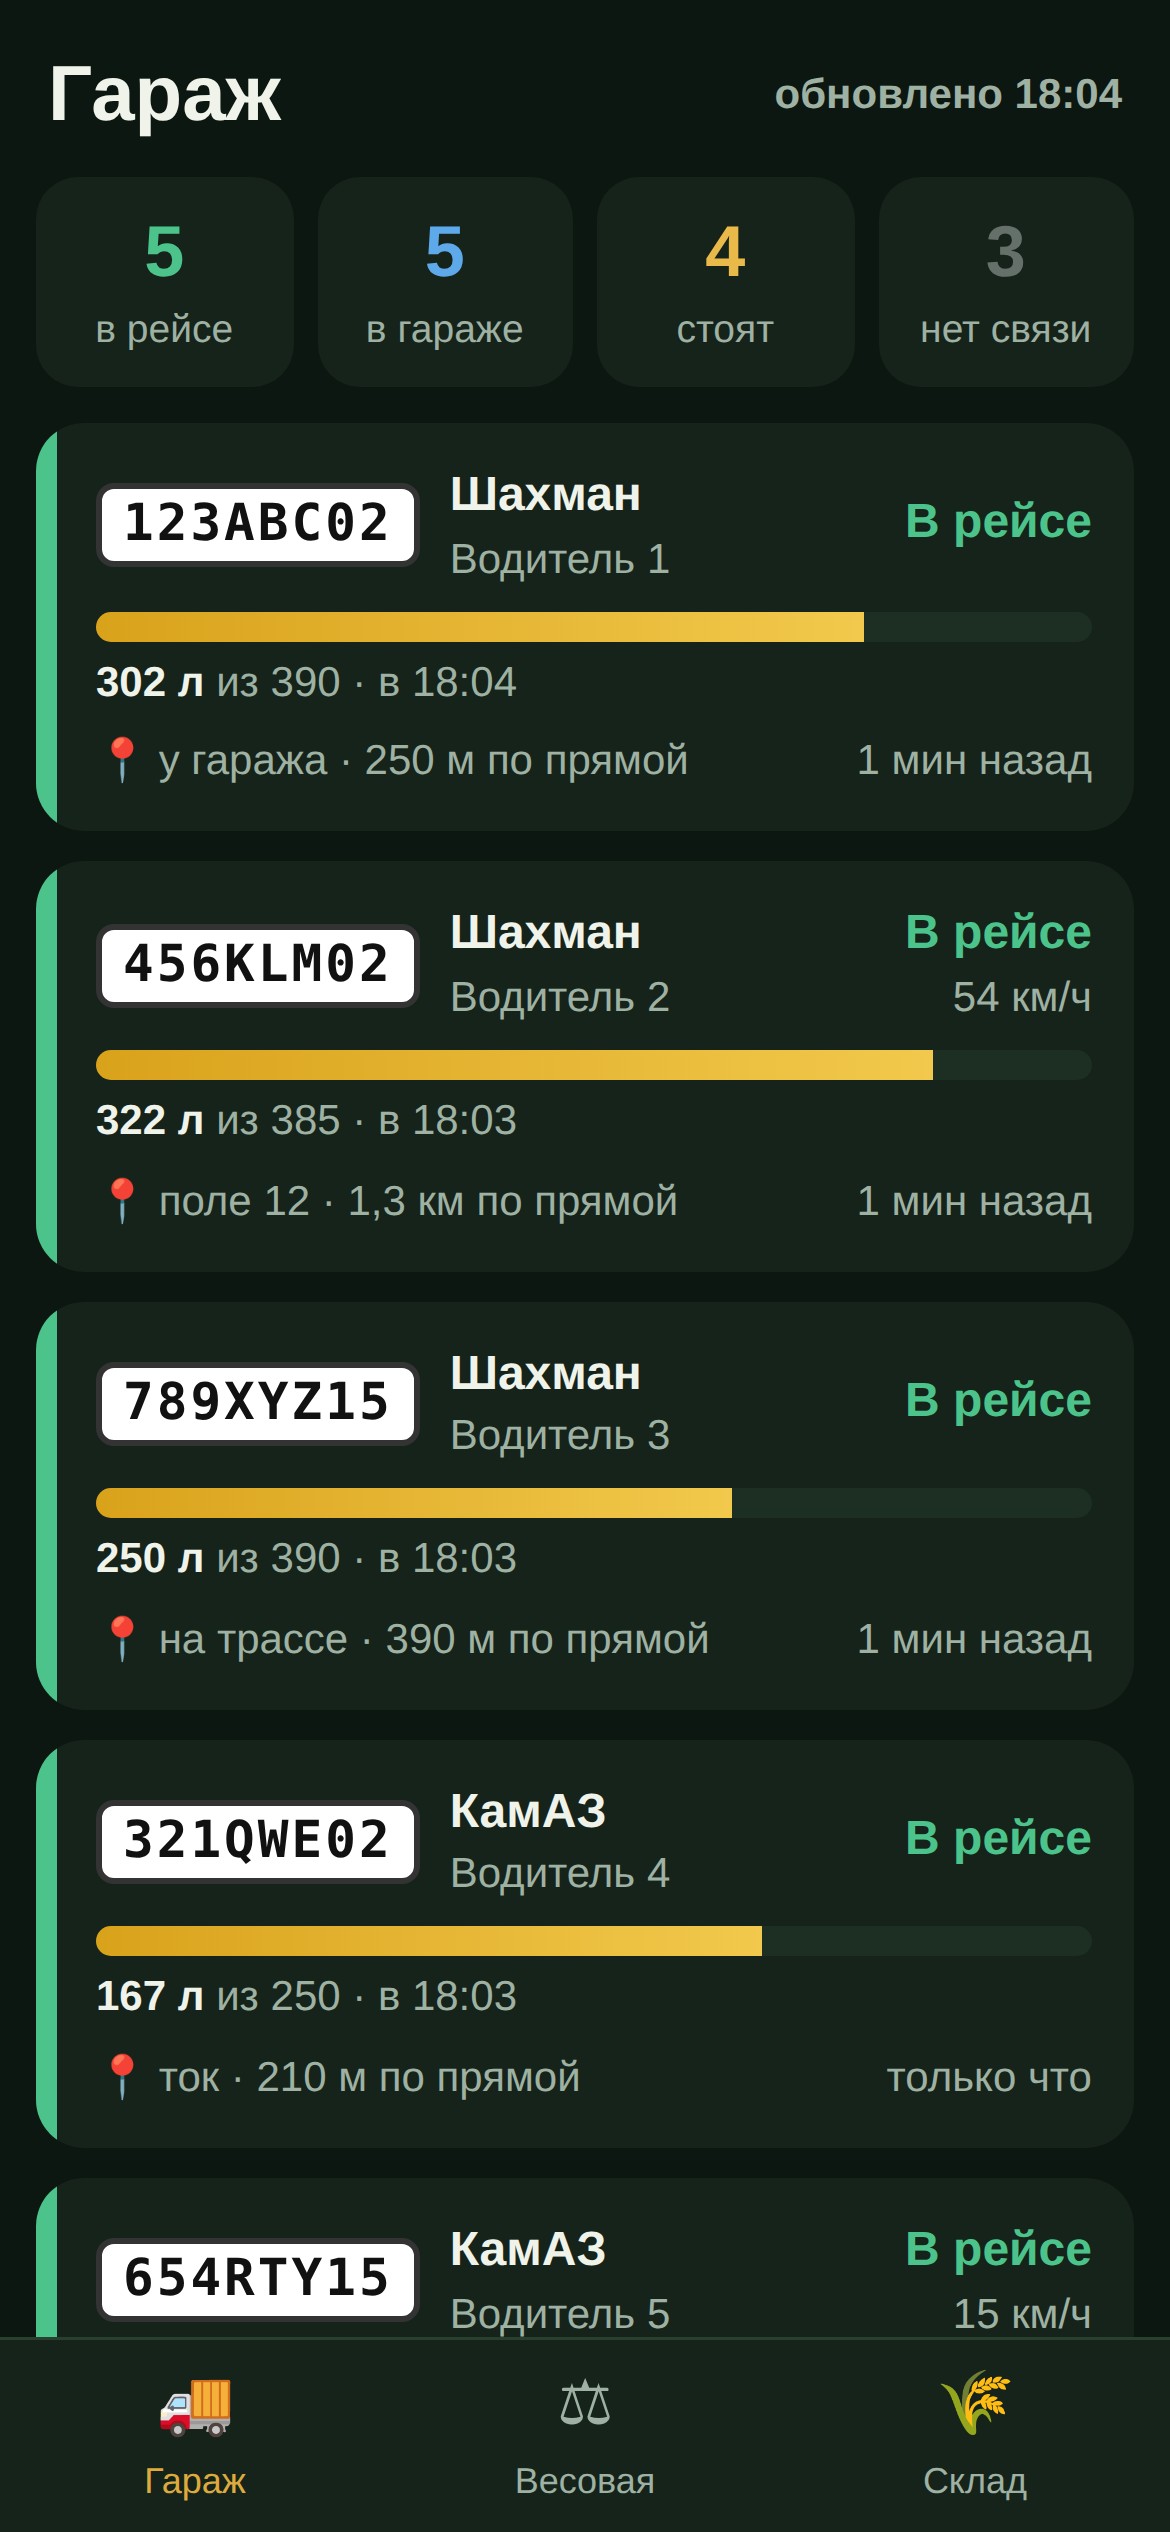 Гараж
обновлено 18:04
5
в рейсе
5
в гараже
4
стоят
3
нет связи
123ABC02
Шахман
Водитель 1
В рейсе
302 л из 390 · в 18:04
у гаража · 250 м по прямой
1 мин назад
456KLM02
Шахман
Водитель 2
В рейсе
54 км/ч
322 л из 385 · в 18:03
поле 12 · 1,3 км по прямой
1 мин назад
789XYZ15
Шахман
Водитель 3
В рейсе
250 л из 390 · в 18:03
на трассе · 390 м по прямой
1 мин назад
321QWE02
КамАЗ
Водитель 4
В рейсе
167 л из 250 · в 18:03
ток · 210 м по прямой
только что
654RTY15
КамАЗ
Водитель 5
В рейсе
15 км/ч
Гараж
Весовая
Склад